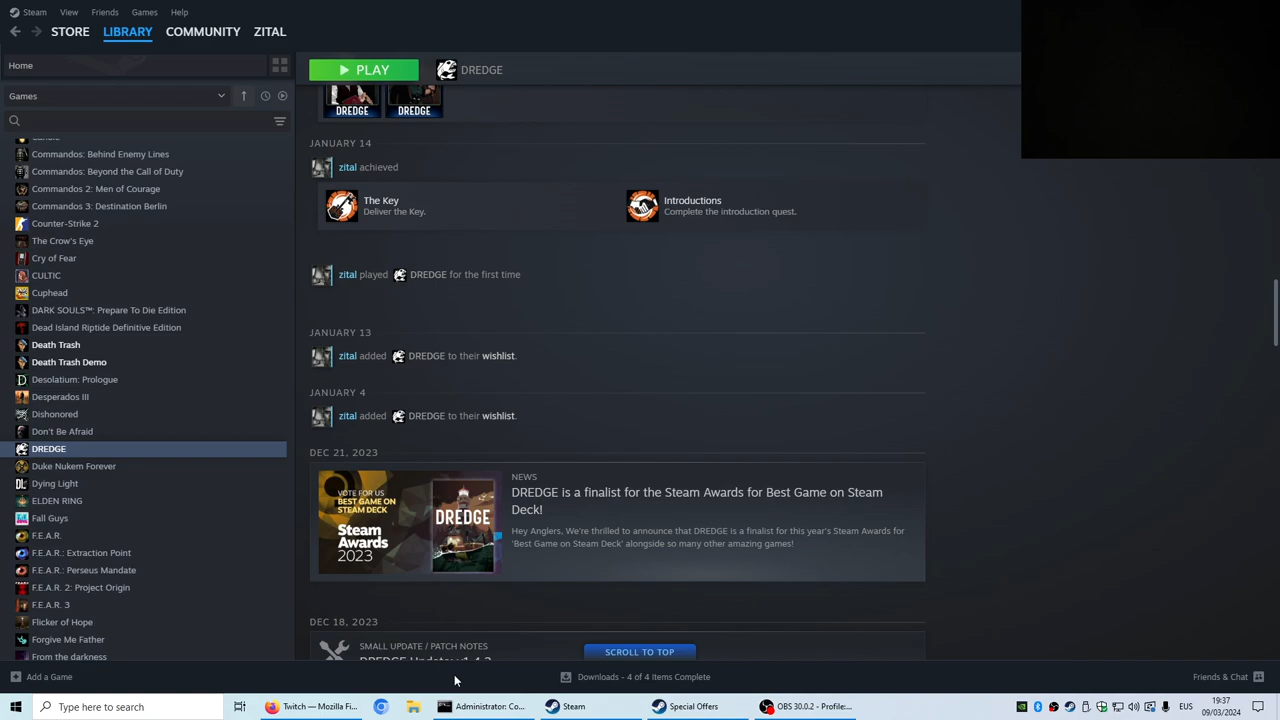 Steam View Friends Games Help
STORE LIBRARY COMMUNITY ZITAL
Home
PLAY DREDGE
Games
DREDGE DREDGE
Commandos: Behind Enemy Lines
Commandos: Beyond the Call of Duty
Commandos 2: Men of Courage
Commandos 3: Destination Berlin
Counter-Strike 2
The Crow's Eye
Cry of Fear
CULTIC
Cuphead
DARK SOULS™: Prepare To Die Edition
Dead Island Riptide Definitive Edition
Death Trash
Death Trash Demo
Desolatium: Prologue
Desperados III
Dishonored
Don't Be Afraid
DREDGE
Duke Nukem Forever
Dying Light
ELDEN RING
Fall Guys
F.E.A.R.
F.E.A.R.: Extraction Point
F.E.A.R.: Perseus Mandate
F.E.A.R. 2: Project Origin
F.E.A.R. 3
Flicker of Hope
Forgive Me Father
From the darkness
JANUARY 14
zital achieved
The Key
Deliver the Key.
Introductions
Complete the introduction quest.
zital played DREDGE for the first time
JANUARY 13
zital added DREDGE to their wishlist.
JANUARY 4
zital added DREDGE to their wishlist.
DEC 21, 2023
VOTE FOR US
BEST GAME ON
STEAM DECK
Steam
Awards
2023
DREDGE
NEWS
DREDGE is a finalist for the Steam Awards for Best Game on Steam
Deck!
Hey Anglers, We're thrilled to announce that DREDGE is a finalist for this year's Steam Awards for
'Best Game on Steam Deck' alongside so many other amazing games!
DEC 18, 2023
SMALL UPDATE / PATCH NOTES
SCROLL TO TOP
Add a Game
Downloads - 4 of 4 Items Complete
Friends & Chat
Type here to search
Twitch — Mozilla Fi...
Administrator: Co...
Steam
Special Offers
OBS 30.0.2 - Profile:...
EUS
19:37
09/03/2024